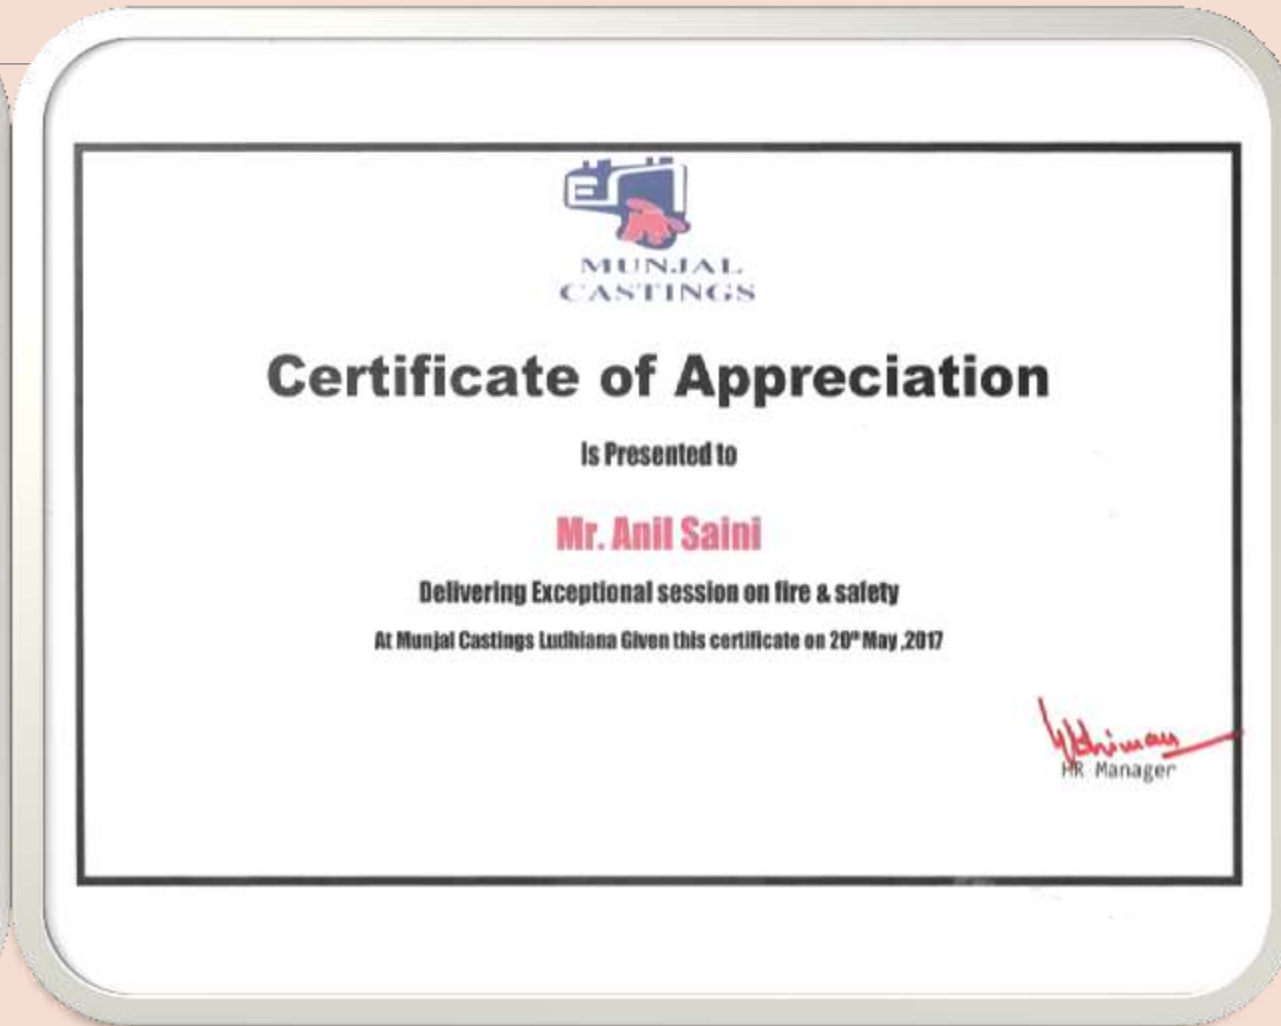 MUNJAL
CASTINGS
Certificate of Appreciation
Is Presented to
Mr. Anil Saini
Delivering Exceptional session on fire & safety
At Munjal Castings Ludhiana Given this certificate on 20th May ,2017
HR Manager